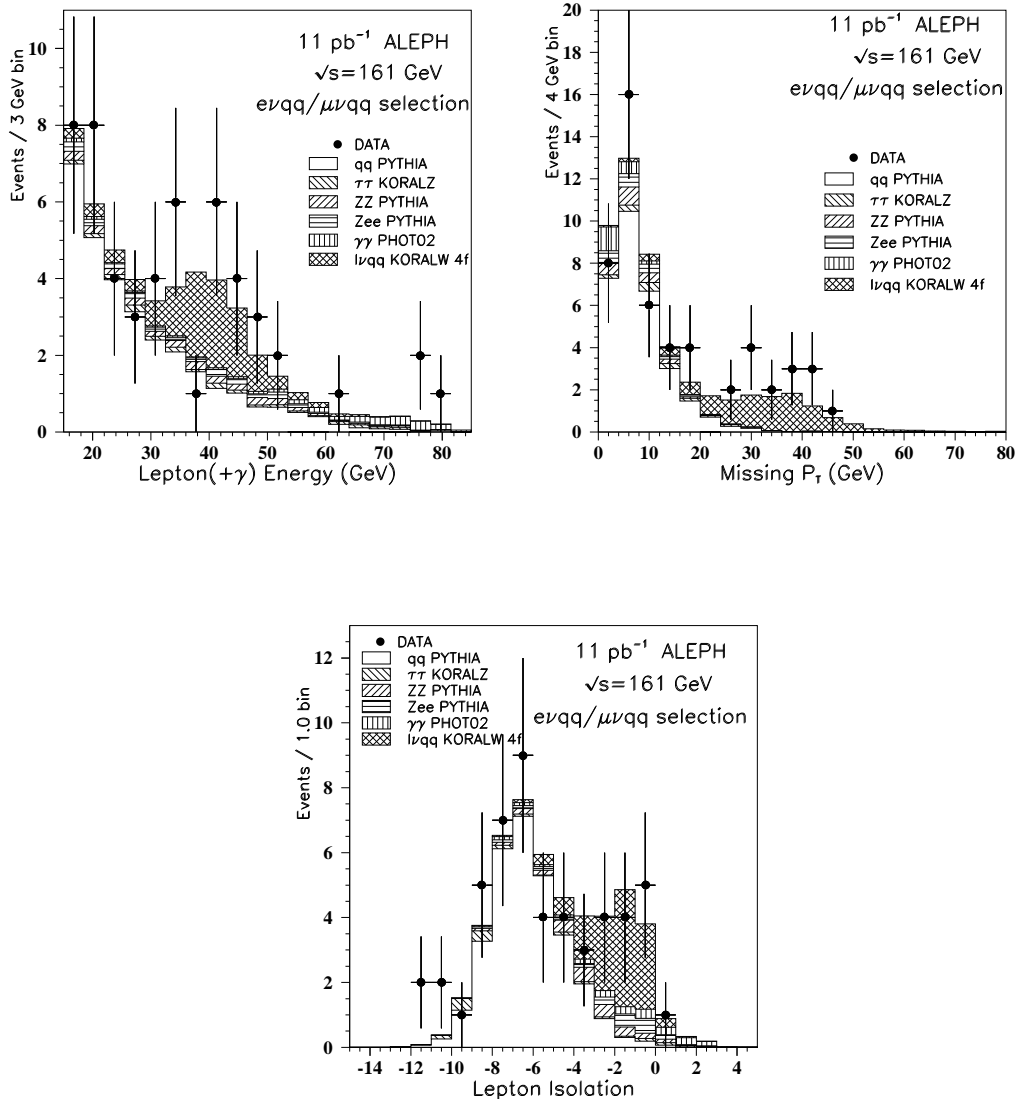 11 pb⁻¹ ALEPH
√s=161 GeV
eνqq/μνqq selection
DATA
qq PYTHIA
ττ KORALZ
ZZ PYTHIA
Zee PYTHIA
γγ PHOT02
lνqq KORALW 4f
Events / 3 GeV bin
10
8
6
4
2
0
20 30 40 50 60 70 80
Lepton(+γ) Energy (GeV)
11 pb⁻¹ ALEPH
√s=161 GeV
eνqq/μνqq selection
DATA
qq PYTHIA
ττ KORALZ
ZZ PYTHIA
Zee PYTHIA
γγ PHOT02
lνqq KORALW 4f
Events / 4 GeV bin
20
18
16
14
12
10
8
6
4
2
0
0 10 20 30 40 50 60 70 80
Missing P_T (GeV)
DATA
qq PYTHIA
ττ KORALZ
ZZ PYTHIA
Zee PYTHIA
γγ PHOT02
lνqq KORALW 4f
11 pb⁻¹ ALEPH
√s=161 GeV
eνqq/μνqq selection
Events / 1.0 bin
12
10
8
6
4
2
0
-14 -12 -10 -8 -6 -4 -2 0 2 4
Lepton Isolation